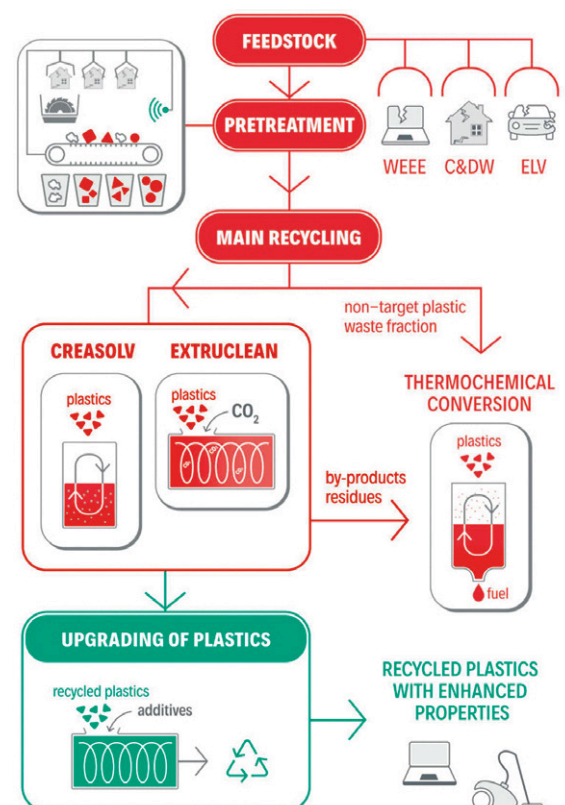 FEEDSTOCK
PRETREATMENT
WEEE
C&DW
ELV
MAIN RECYCLING
non-target plastic
waste fraction
CREASOLV
EXTRUCLEAN
plastics
plastics
CO₂
THERMOCHEMICAL
CONVERSION
plastics
by-products
residues
fuel
UPGRADING OF PLASTICS
recycled plastics
additives
RECYCLED PLASTICS
WITH ENHANCED
PROPERTIES